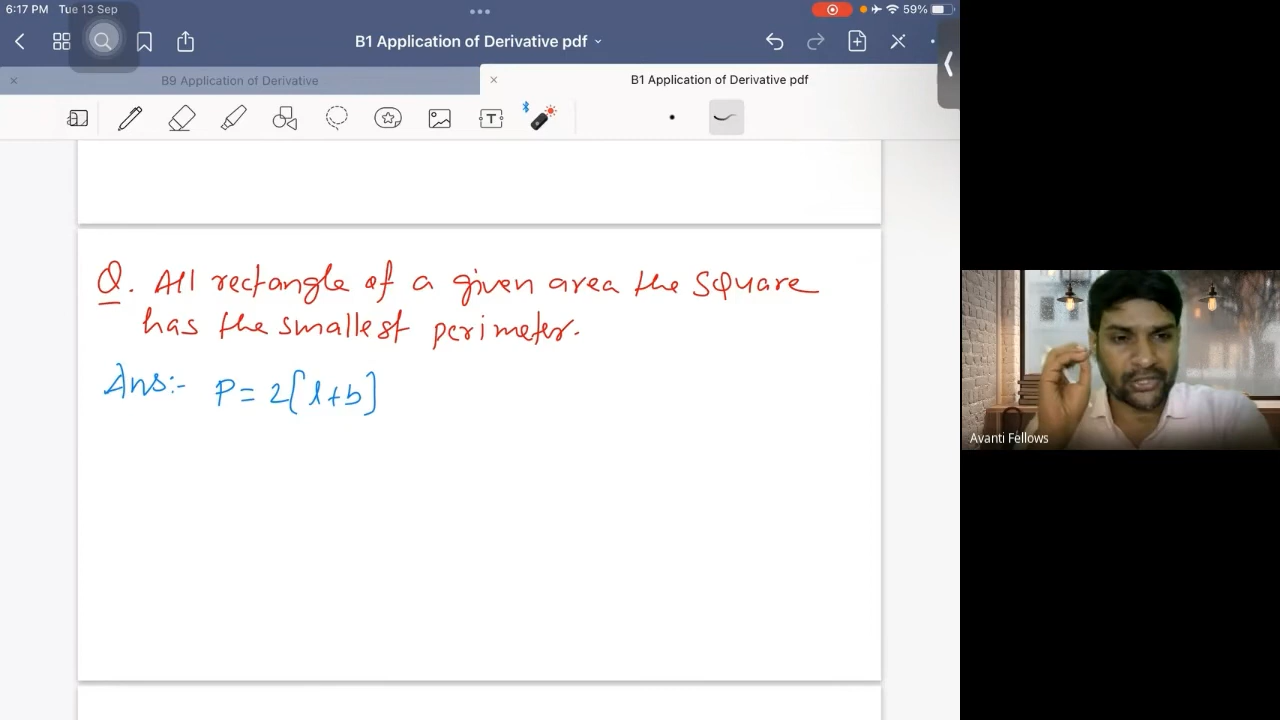 6:17 PM Tue 13 Sep
59%
B1 Application of Derivative pdf
B9 Application of Derivative
B1 Application of Derivative pdf
T
Q. All rectangle of a given area the square
has the smallest perimeter.
Ans:- P = 2[l+b]
Avanti Fellows